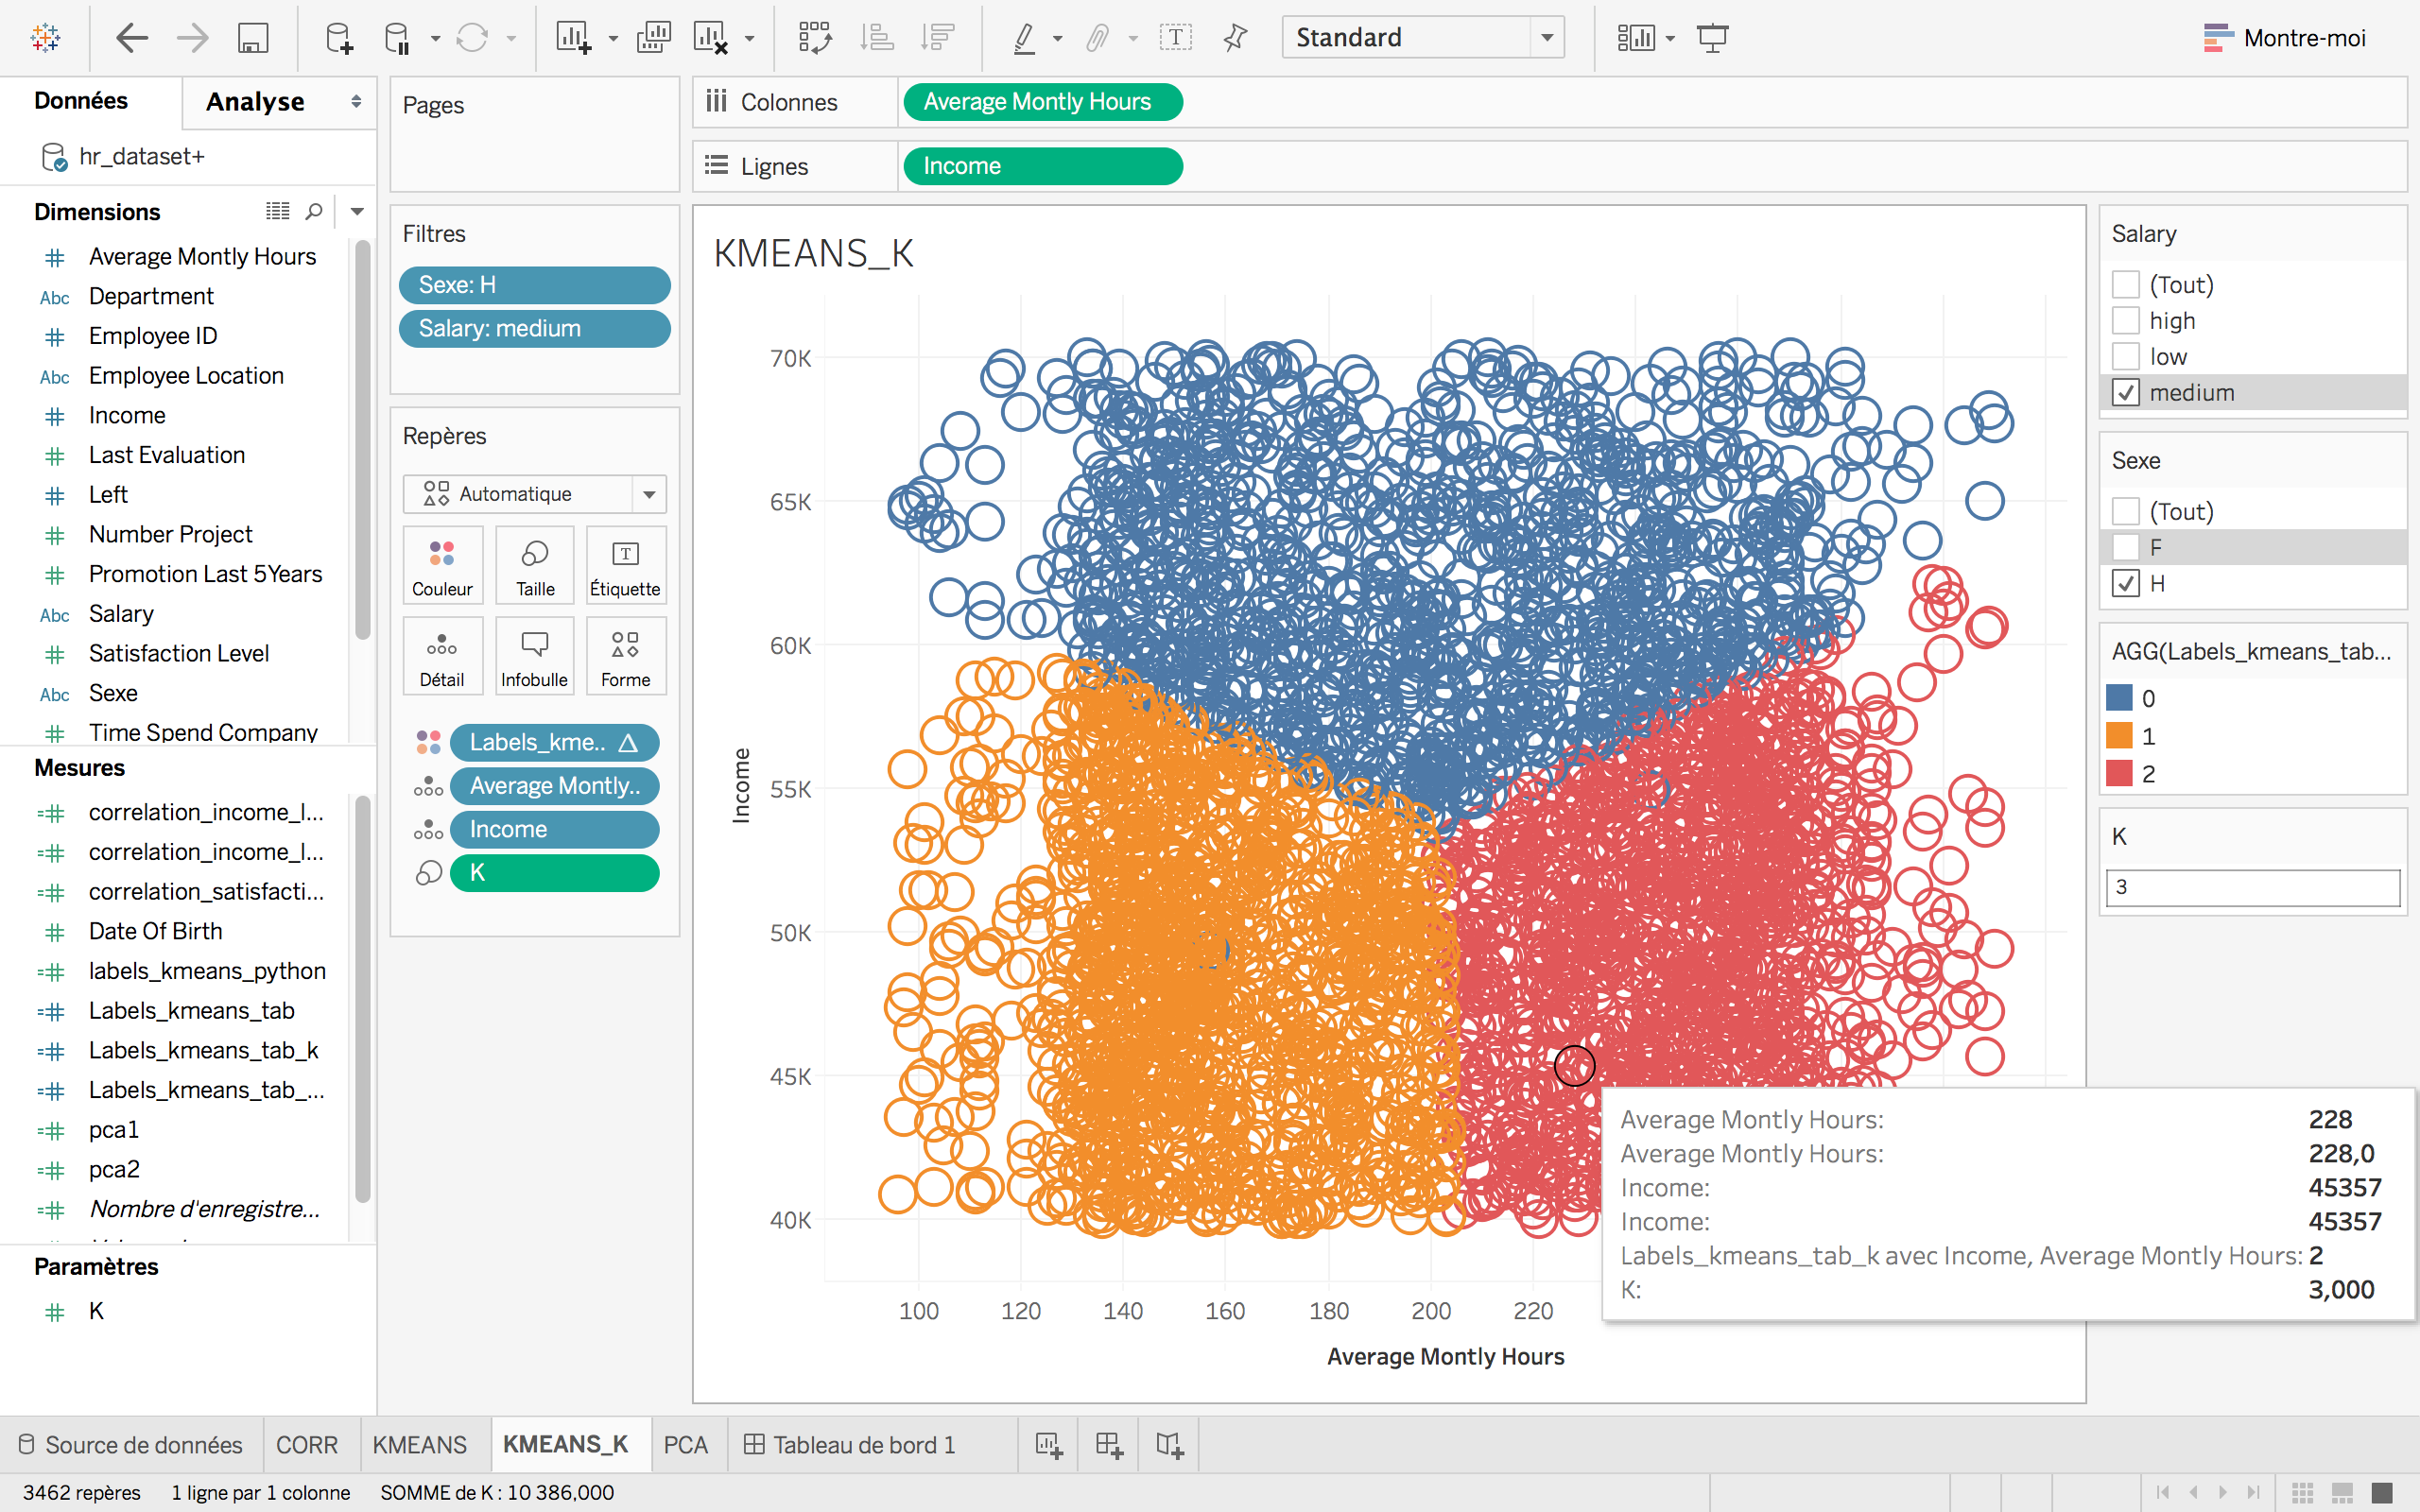 Standard
Montre-moi
Données
Analyse
Pages
Colonnes
Average Montly Hours
hr_dataset+
Lignes
Income
Dimensions
Average Montly Hours
Abc Department
Employee ID
Abc Employee Location
Income
Last Evaluation
Left
Number Project
Promotion Last 5Years
Abc Salary
Satisfaction Level
Abc Sexe
Time Spend Company
Mesures
correlation_income_l...
correlation_income_l...
correlation_satisfacti...
Date Of Birth
labels_kmeans_python
Labels_kmeans_tab
Labels_kmeans_tab_k
Labels_kmeans_tab_...
pca1
pca2
Nombre d'enregistre...
Paramètres
K
Filtres
Sexe: H
Salary: medium
Repères
Automatique
Couleur
Taille
T
Étiquette
Détail
Infobulle
Forme
Labels_kme..
Average Montly..
Income
K
KMEANS_K
70K
65K
60K
55K
50K
45K
40K
Income
100 120 140 160 180 200 220
Average Montly Hours
Average Montly Hours: 228
Average Montly Hours: 228,0
Income: 45357
Income: 45357
Labels_kmeans_tab_k avec Income, Average Montly Hours: 2
K: 3,000
Salary
(Tout)
high
low
medium
Sexe
(Tout)
F
H
AGG(Labels_kmeans_tab...
0
1
2
K
3
Source de données
CORR
KMEANS
KMEANS_K
PCA
Tableau de bord 1
3462 repères
1 ligne par 1 colonne
SOMME de K : 10 386,000